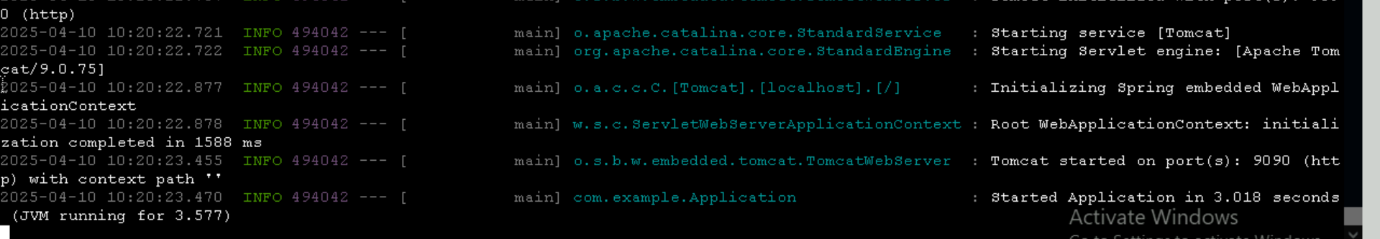 0 (http)
2025-04-10 10:20:22.721  INFO 494042 --- [           main] o.apache.catalina.core.StandardService   : Starting service [Tomcat]
2025-04-10 10:20:22.722  INFO 494042 --- [           main] org.apache.catalina.core.StandardEngine  : Starting Servlet engine: [Apache Tom
cat/9.0.75]
2025-04-10 10:20:22.877  INFO 494042 --- [           main] o.a.c.c.C.[Tomcat].[localhost].[/]       : Initializing Spring embedded WebAppl
icationContext
2025-04-10 10:20:22.878  INFO 494042 --- [           main] w.s.c.ServletWebServerApplicationContext : Root WebApplicationContext: initiali
zation completed in 1588 ms
2025-04-10 10:20:23.455  INFO 494042 --- [           main] o.s.b.w.embedded.tomcat.TomcatWebServer  : Tomcat started on port(s): 9090 (htt
p) with context path ''
2025-04-10 10:20:23.470  INFO 494042 --- [           main] com.example.Application                  : Started Application in 3.018 seconds
 (JVM running for 3.577)
Activate Windows